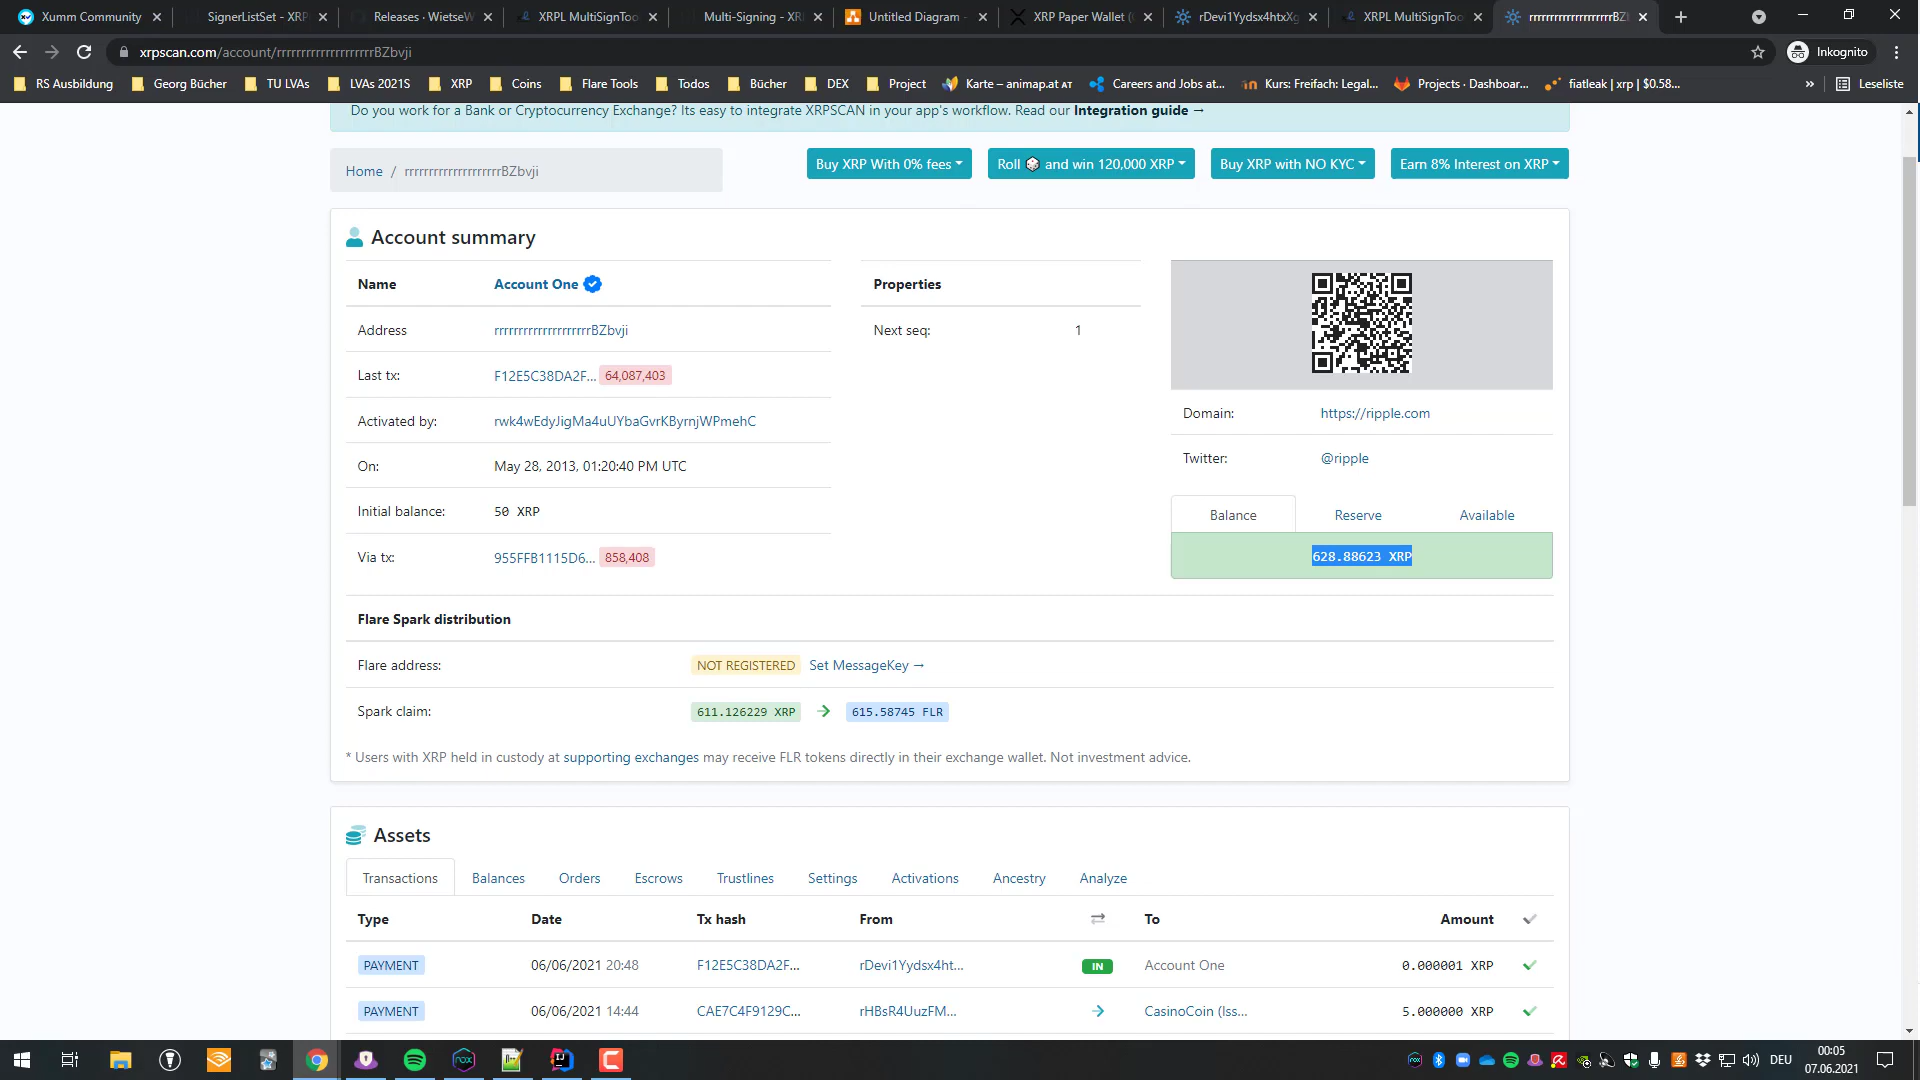 Xumm Community
SignerListSet - XRP
Releases · WietseW
XRPL MultiSignToo
Multi-Signing - XRI
Untitled Diagram -
XRP Paper Wallet (
rDevi1Yydsx4htxXg
XRPL MultiSignToo
xrpscan.com/account/rrrrrrrrrrrrrrrrrrrrBZbvji
Inkognito
RS Ausbildung
Georg Bücher
TU LVAs
LVAs 2021S
XRP
Coins
Flare Tools
Todos
Bücher
DEX
Project
Karte – animap.at AT
Careers and Jobs at...
Kurs: Freifach: Legal...
Projects · Dashboar...
fiatleak | xrp | $0.58...
»
Leseliste
Do you work for a Bank or Cryptocurrency Exchange? Its easy to integrate XRPSCAN in your app's workflow. Read our Integration guide →
Home / rrrrrrrrrrrrrrrrrrrrBZbvji
Buy XRP With 0% fees
Roll 🎲 and win 120,000 XRP
Buy XRP with NO KYC
Earn 8% Interest on XRP
Account summary
Name Account One
Address rrrrrrrrrrrrrrrrrrrrBZbvji
Last tx: F12E5C38DA2F... 64,087,403
Activated by: rwk4wEdyJigMa4uUYbaGvrKByrnjWPmehC
On: May 28, 2013, 01:20:40 PM UTC
Initial balance: 50 XRP
Via tx: 955FFB1115D6... 858,408
Properties
Next seq: 1
Domain: https://ripple.com
Twitter: @ripple
Balance Reserve Available
628.88623 XRP
Flare Spark distribution
Flare address: NOT REGISTERED Set MessageKey →
Spark claim: 611.126229 XRP → 615.58745 FLR
* Users with XRP held in custody at supporting exchanges may receive FLR tokens directly in their exchange wallet. Not investment advice.
Assets
Transactions Balances Orders Escrows Trustlines Settings Activations Ancestry Analyze
Type Date Tx hash From To Amount
PAYMENT 06/06/2021 20:48 F12E5C38DA2F... rDevi1Yydsx4ht... IN Account One 0.000001 XRP
PAYMENT 06/06/2021 14:44 CAE7C4F9129C... rHBsR4UuzFM... → CasinoCoin (Iss... 5.000000 XRP
DEU
00:05
07.06.2021